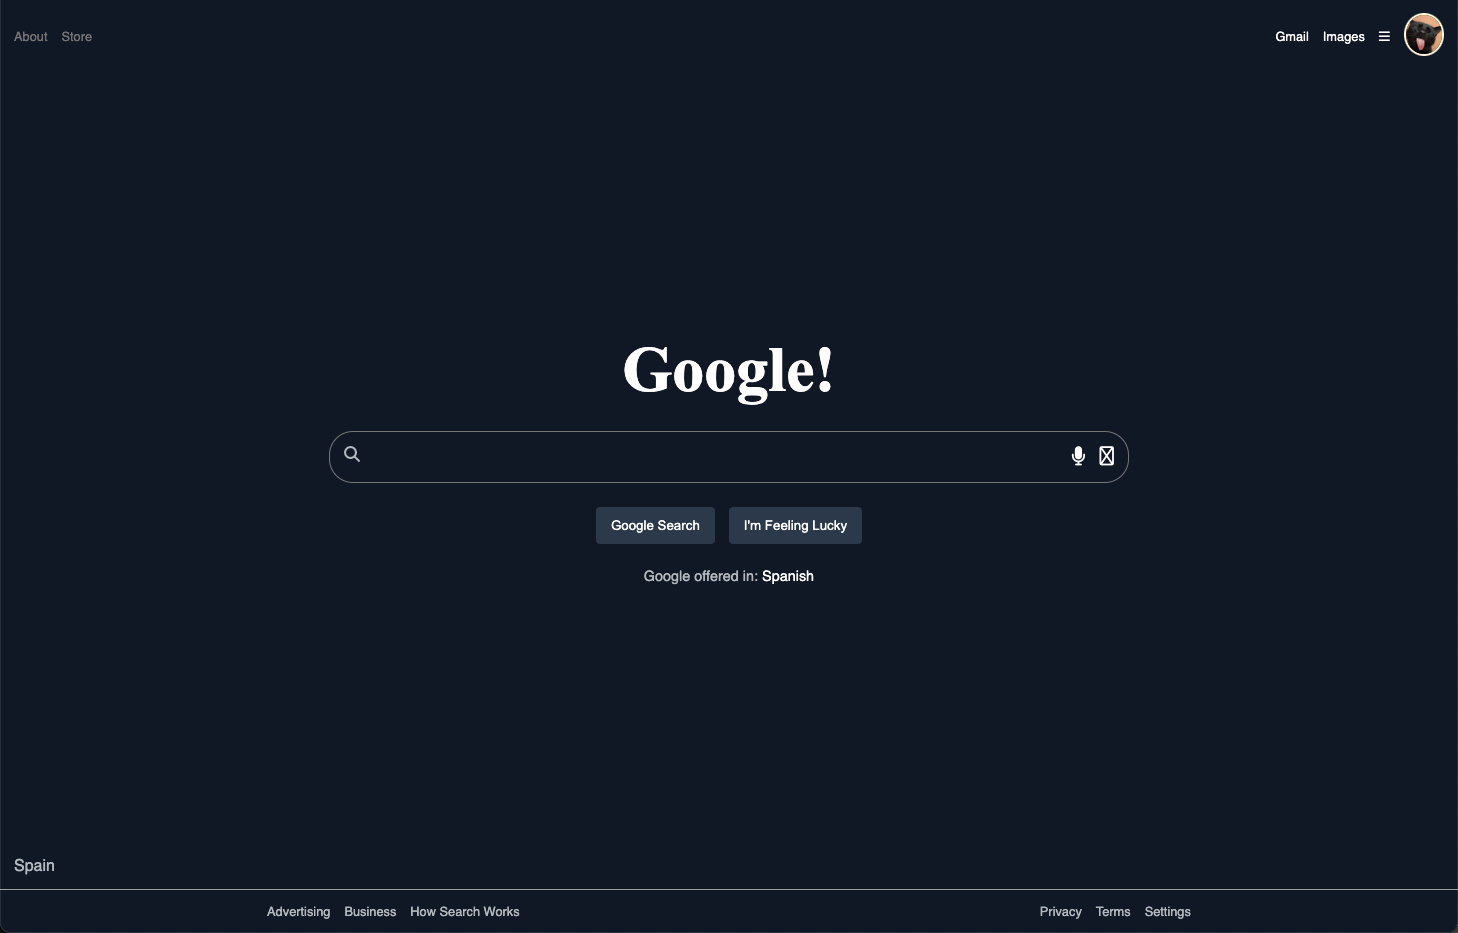 About Store
Gmail Images
Google!
Google Search I'm Feeling Lucky
Google offered in: Spanish
Spain
Advertising Business How Search Works
Privacy Terms Settings